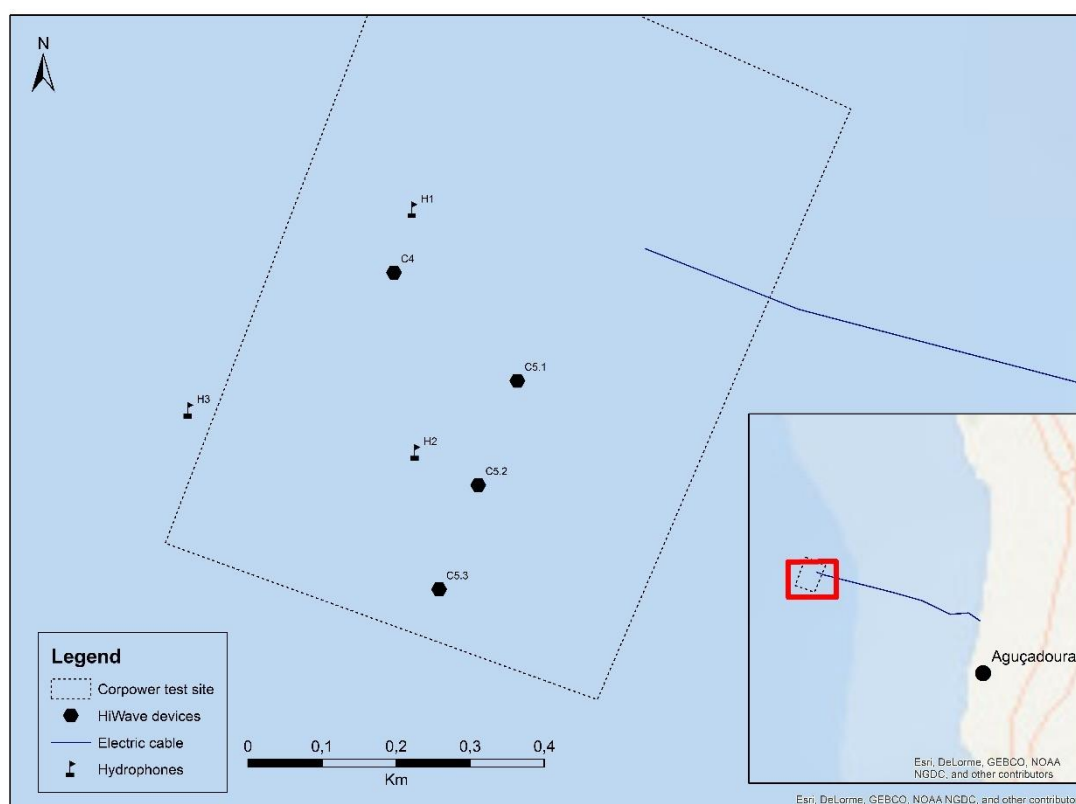 N
H1
C4
C5.1
H3
H2
C5.2
C5.3
Legend
Corpower test site
HiWave devices
Electric cable
Hydrophones
0 0,1 0,2 0,3 0,4
Km
Aguçadoura
Esri, DeLorme, GEBCO, NOAA
NGDC, and other contributors
Esri, DeLorme, GEBCO, NOAA NGDC, and other contributo